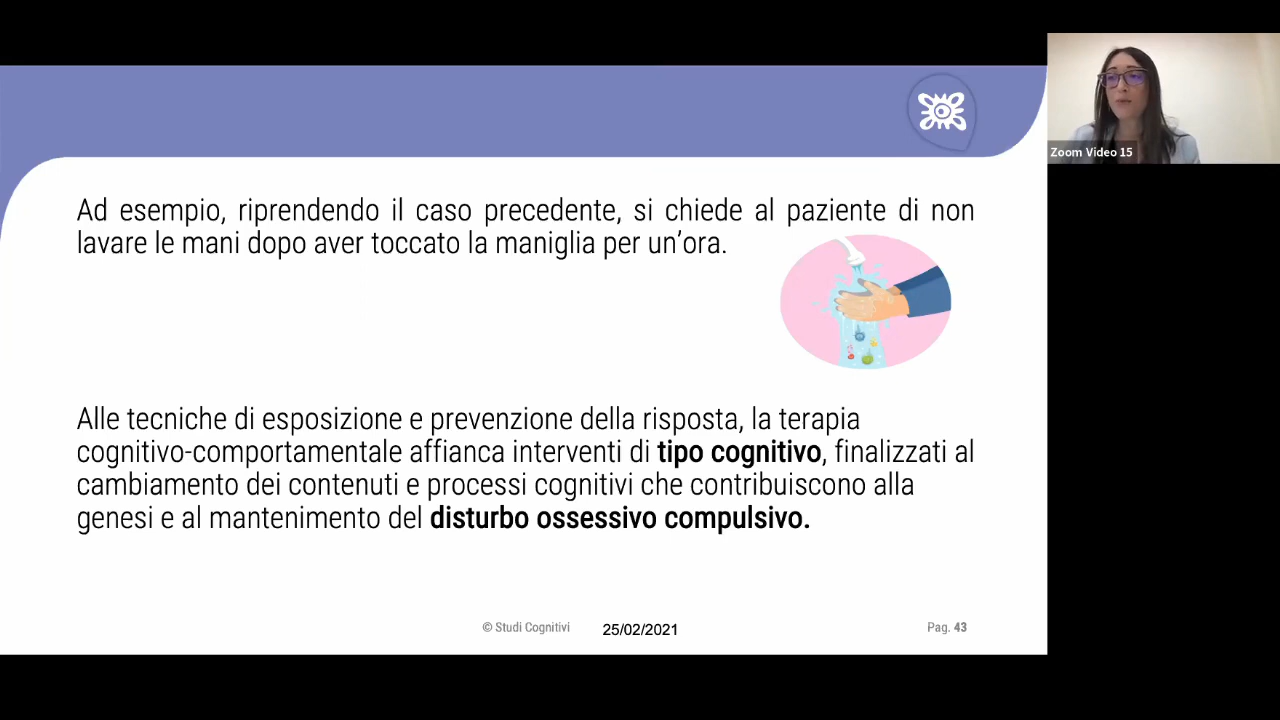 Ad esempio, riprendendo il caso precedente, si chiede al paziente di non
lavare le mani dopo aver toccato la maniglia per un’ora.
Alle tecniche di esposizione e prevenzione della risposta, la terapia
cognitivo-comportamentale affianca interventi di tipo cognitivo, finalizzati al
cambiamento dei contenuti e processi cognitivi che contribuiscono alla
genesi e al mantenimento del disturbo ossessivo compulsivo.
© Studi Cognitivi
25/02/2021
Pag. 43
Zoom Video 15